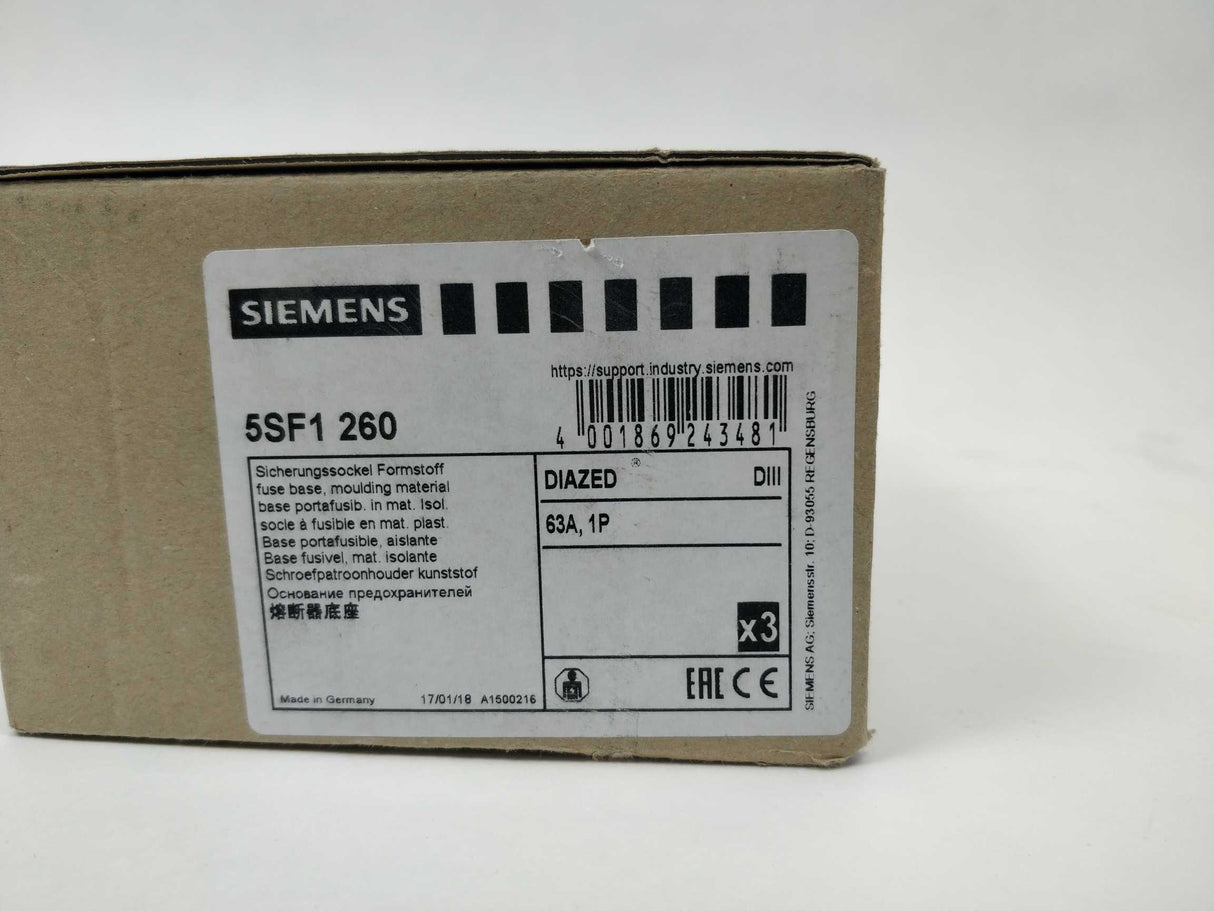 SIEMENS
https://support.industry.siemens.com
5SF1 260
4 001869 243481
Sicherungssockel Formstoff
fuse base, moulding material
base portafusib. in mat. Isol.
socle à fusible en mat. plast.
Base portafusible, aislante
Base fusivel, mat. isolante
Schroefpatroonhouder kunststof
Основание предохранителей
熔断器底座
Made in Germany 17/01/18 A1500216
DIAZED® DIII
63A, 1P
x3
EAC CE
SIEMENS AG; Siemensstr. 10; D-93055 REGENSBURG